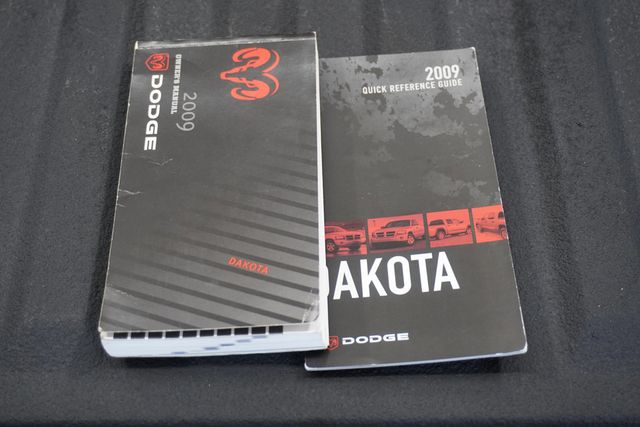 DODGE
OWNER'S MANUAL
2009
DAKOTA
2009
QUICK REFERENCE GUIDE
DAKOTA
DODGE